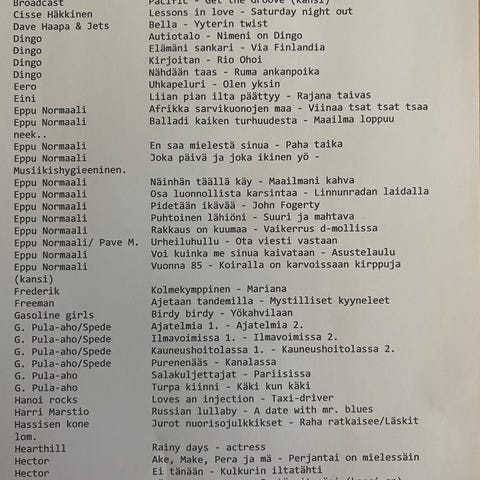 Broadcast Pacific - Get the Groove (kansi)
Cisse Häkkinen Lessons in love - Saturday night out
Dave Haapa & Jets Bella - Yyterin twist
Dingo Autiotalo - Nimeni on Dingo
Dingo Elämäni sankari - Via Finlandia
Dingo Kirjoitan - Rio Ohoi
Dingo Nähdään taas - Ruma ankanpoika
Eero Uhkapeluri - Olen yksin
Eini Liian pian ilta päättyy - Rajana taivas
Eppu Normaali Afrikka sarvikuonojen maa - Viinaa tsat tsat tsaa
Eppu Normaali Balladi kaiken turhuudesta - Maailma loppuu
neek..
Eppu Normaali En saa mielestä sinua - Paha taika
Eppu Normaali Joka päivä ja joka ikinen yö -
Musiikishygieeninen.
Eppu Normaali Näinhän täällä käy - Maailmani kahva
Eppu Normaali Osa luonnollista karsintaa - Linnunradan laidalla
Eppu Normaali Pidetään ikävää - John Fogerty
Eppu Normaali Puhtoinen lähiöni - Suuri ja mahtava
Eppu Normaali Rakkaus on kuumaa - Vaikerrus d-mollissa
Eppu Normaali/ Pave M. Urheiluhullu - Ota viesti vastaan
Eppu Normaali Voi kuinka me sinua kaivataan - Asustelaulu
Eppu Normaali Vuonna 85 - Koiralla on karvoissaan kirppuja
(kansi)
Frederik Kolmekymppinen - Mariana
Freeman Ajetaan tandemilla - Mystilliset kyyneleet
Gasoline girls Birdy birdy - Yökahvilaan
G. Pula-aho/Spede Ajatelmia 1. - Ajatelmia 2.
G. Pula-aho/Spede Ilmavoimissa 1. - Ilmavoimissa 2.
G. Pula-aho/Spede Kauneushoitolassa 1. - Kauneushoitolassa 2.
G. Pula-aho/Spede Purenenäs - Kanalassa
G. Pula-aho Salakuljettajat - Pariisissa
G. Pula-aho Turpa kiinni - Käki kun käki
Hanoi rocks Loves an injection - Taxi-driver
Harri Marstio Russian lullaby - A date with mr. blues
Hassisen kone Jurot nuorisojulkkikset - Raha ratkaisee/Läskit
lom.
Hearthill Rainy days - actress
Hector Ake, Make, Pera ja mä - Perjantai on mielessäin
Hector Ei tänään - Kulkurin iltatähti